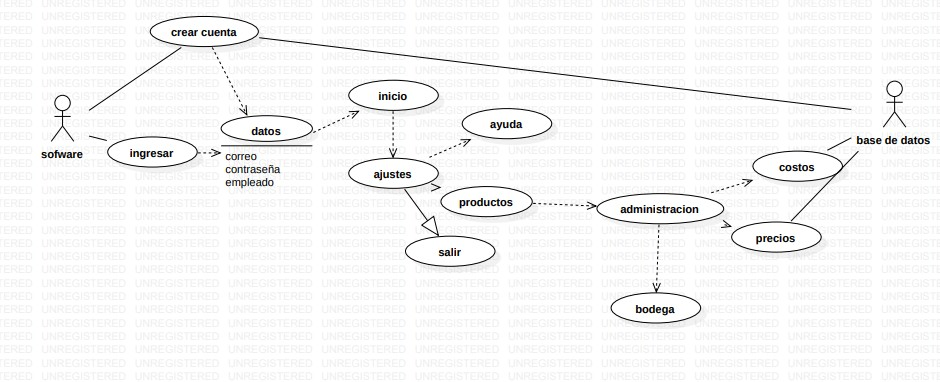 crear cuenta
inicio
ayuda
datos
correo
contraseña
empleado
sofware
ingresar
base de datos
costos
ajustes
productos
administracion
precios
salir
bodega
UNREGISTERED